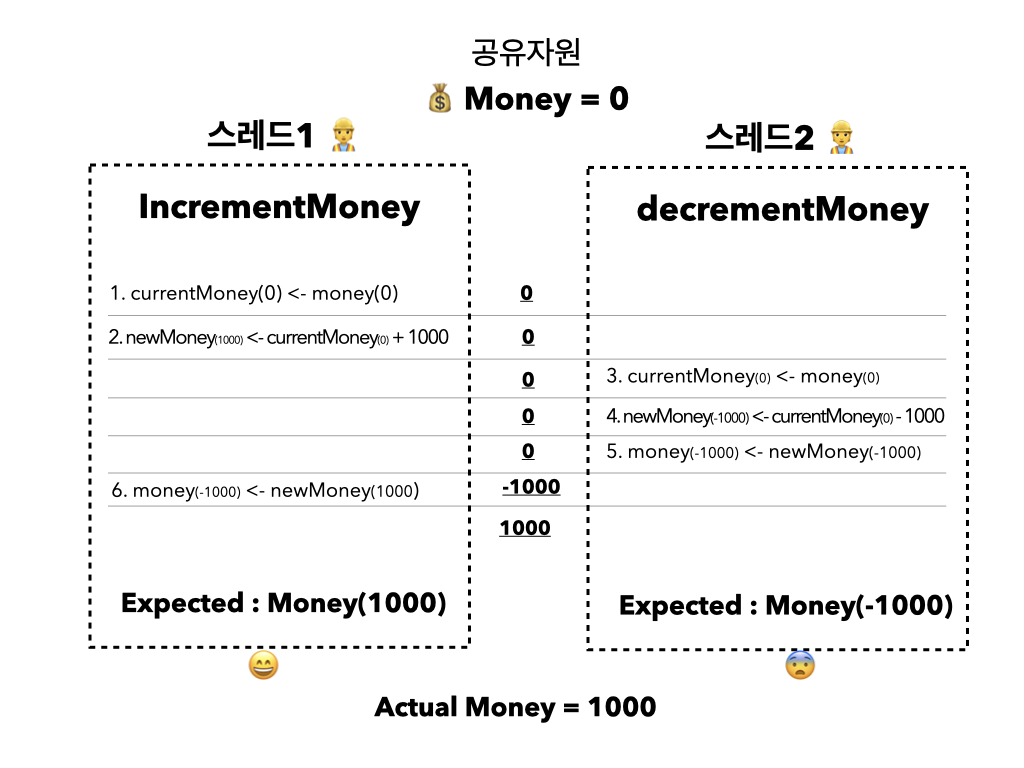 공유자원
💰 Money = 0
스레드1 👷
스레드2 👷
IncrementMoney
decrementMoney
1. currentMoney(0) <- money(0)
0
2. newMoney(1000) <- currentMoney(0) + 1000
0
0
3. currentMoney(0) <- money(0)
0
4. newMoney(-1000) <- currentMoney(0) - 1000
0
5. money(-1000) <- newMoney(-1000)
6. money(-1000) <- newMoney(1000)
-1000
1000
Expected : Money(1000)
Expected : Money(-1000)
Actual Money = 1000